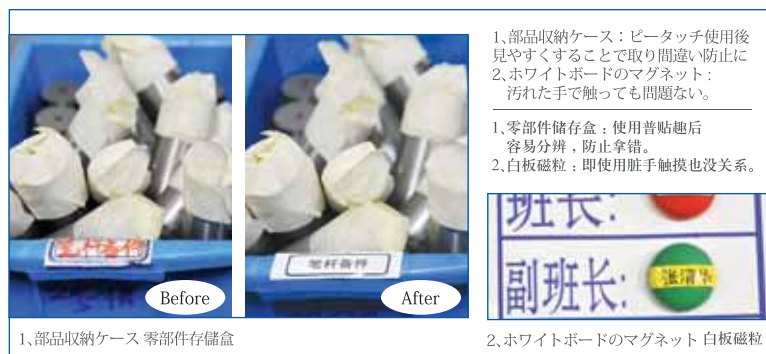 1、部品収納ケース：ピータッチ使用後
見やすくすることで取り間違い防止に
2、ホワイトボードのマグネット：
汚れた手で触っても問題ない。
1、零部件储存盒：使用普贴趣后
容易分辨，防止拿错。
2、白板磁粒：即使用脏手触摸也没关系。
备件
Before
备件
After
1、部品収納ケース 零部件存儲盒
班长:
副班长:
2、ホワイトボードのマグネット 白板磁粒